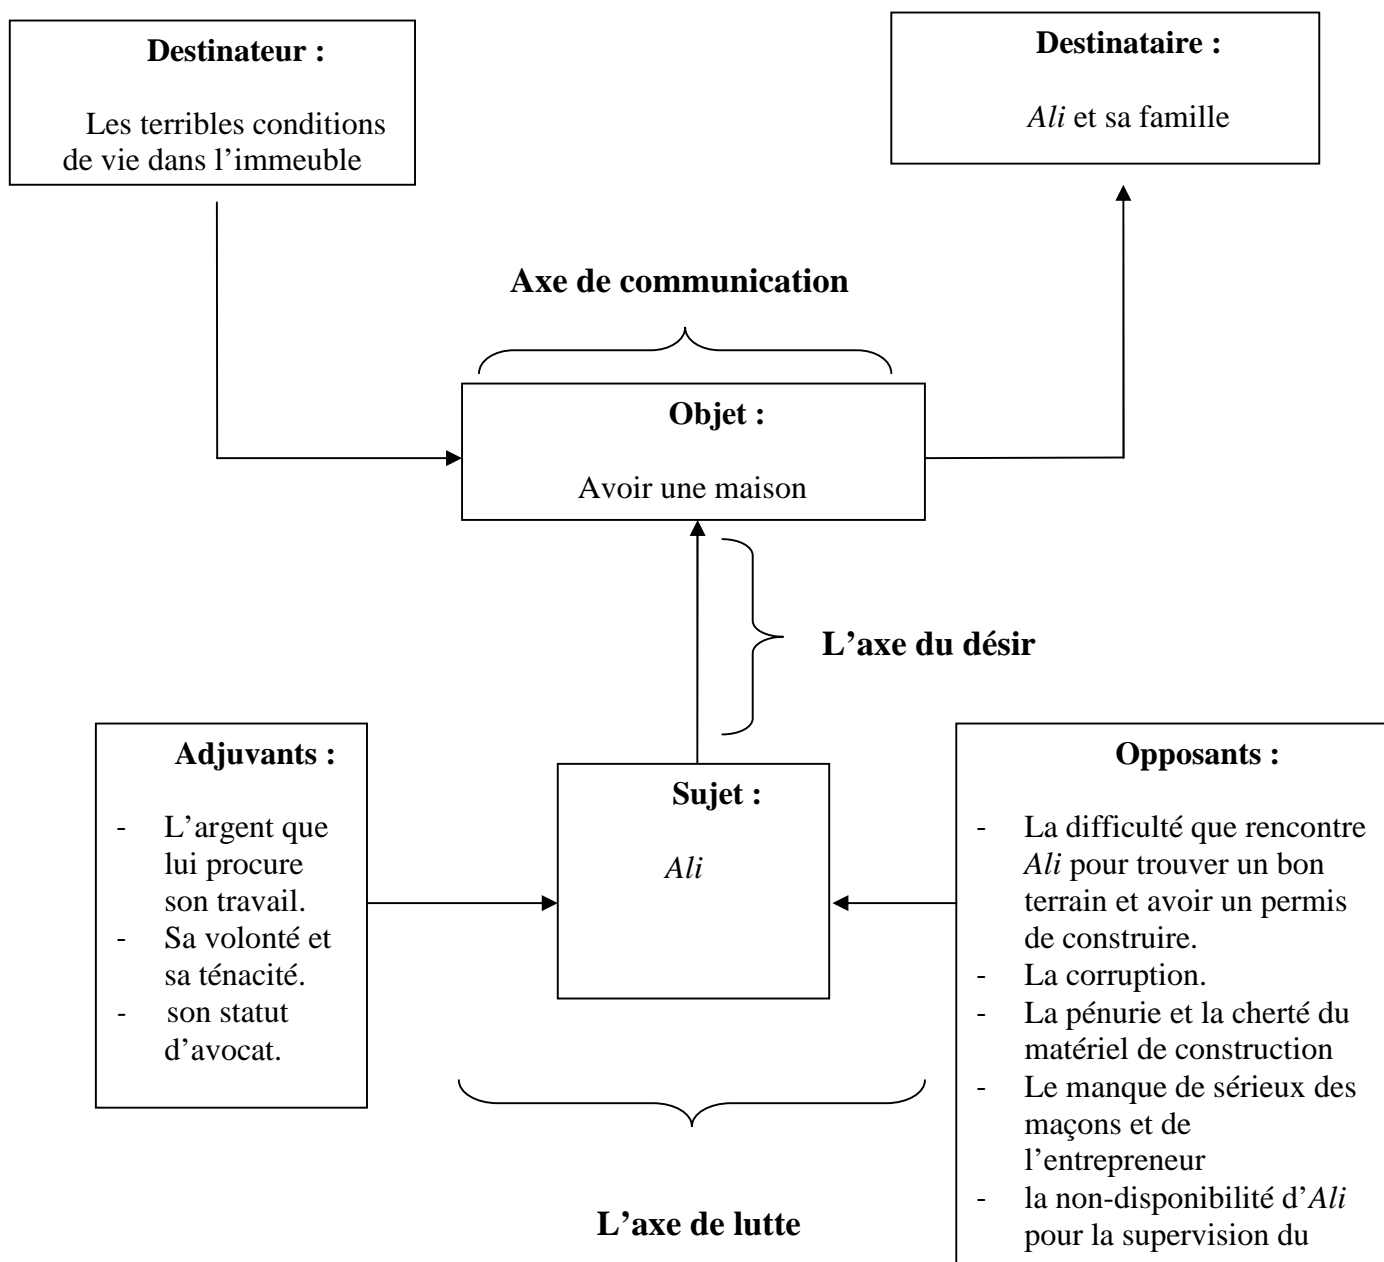 Destinateur :
Les terribles conditions
de vie dans l’immeuble
Destinataire :
Ali et sa famille
Axe de communication
Objet :
Avoir une maison
L’axe du désir
Adjuvants :
- L’argent que
lui procure
son travail.
- Sa volonté et
sa ténacité.
- son statut
d’avocat.
Sujet :
Ali
Opposants :
- La difficulté que rencontre
Ali pour trouver un bon
terrain et avoir un permis
de construire.
- La corruption.
- La pénurie et la cherté du
matériel de construction
- Le manque de sérieux des
maçons et de
l’entrepreneur
- la non-disponibilité d’Ali
pour la supervision du
L’axe de lutte